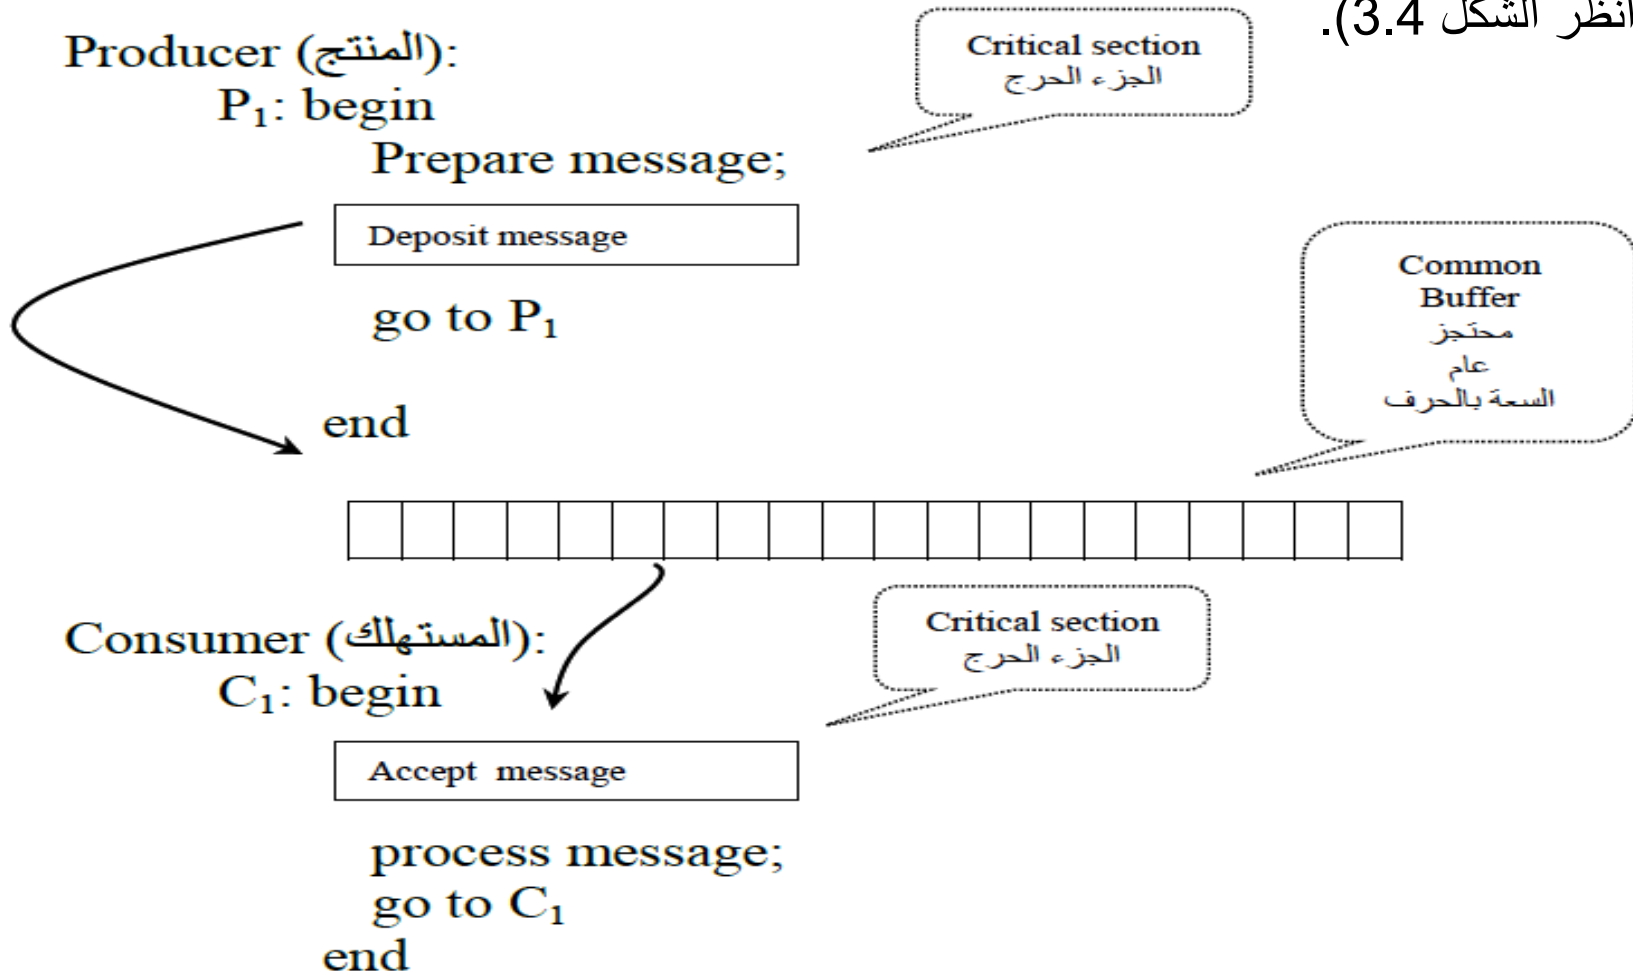 انظر الشكل 3.4).
Producer (المنتج):
P₁: begin
Prepare message;
Critical section
الجزء الحرج
Deposit message
go to P₁
end
Common
Buffer
محتجز
عام
السعة بالحرف
Consumer (المستهلك):
C₁: begin
Critical section
الجزء الحرج
Accept message
process message;
go to C₁
end